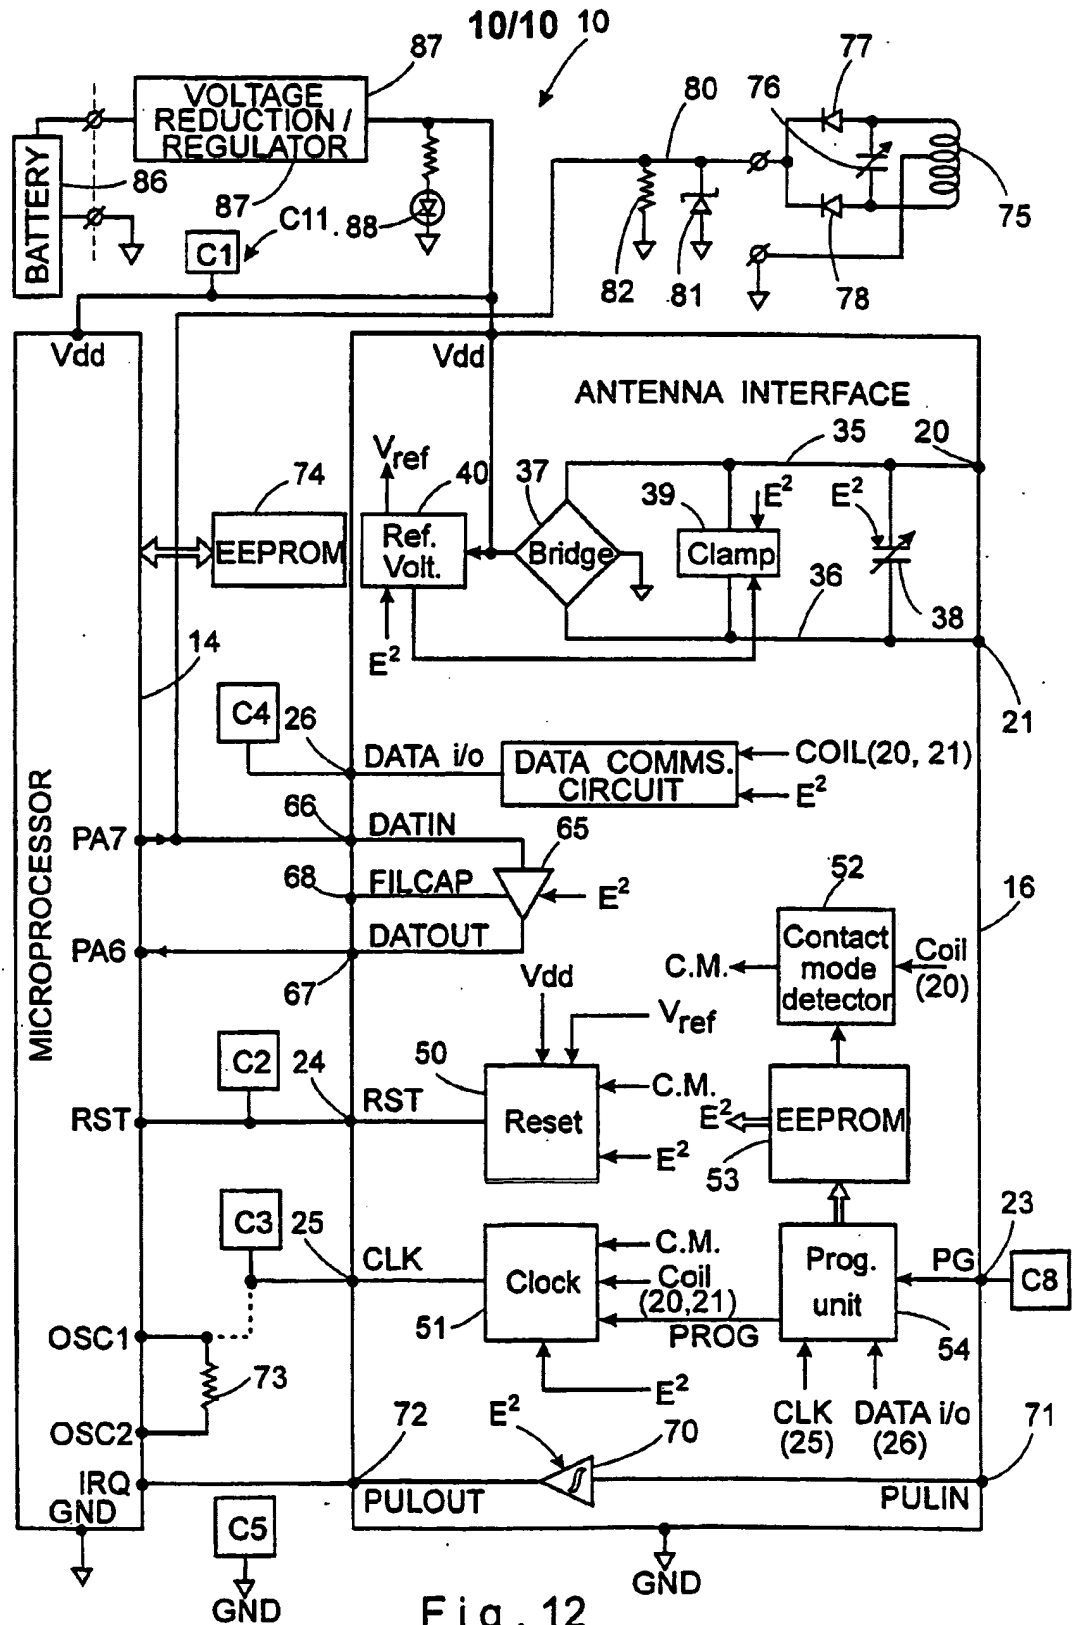 10/10
10
87
VOLTAGE
REDUCTION /
REGULATOR
BATTERY
86
87
C11.
88
C1
80
76
77
75
78
82
81
Vdd
Vdd
ANTENNA INTERFACE
35
20
Vref
40
37
39
E²
E²
74
EEPROM
Ref.
Volt.
Bridge
Clamp
36
38
E²
14
21
C4
26
DATA i/o
DATA COMMS.
CIRCUIT
COIL(20, 21)
E²
MICROPROCESSOR
PA7
66
DATIN
65
68
FILCAP
E²
52
16
PA6
DATOUT
67
Contact
mode
detector
C.M.
Coil
(20)
Vdd
Vref
C2
24
50
RST
RST
Reset
C.M.
E²
E²
EEPROM
53
C3
25
CLK
Clock
51
C.M.
Coil
(20,21)
PROG
Prog.
unit
PG
23
C8
54
OSC1
73
OSC2
E²
CLK
(25)
DATA i/o
(26)
E²
72
70
71
IRQ
PULOUT
PULIN
GND
C5
GND
GND
Fig. 12